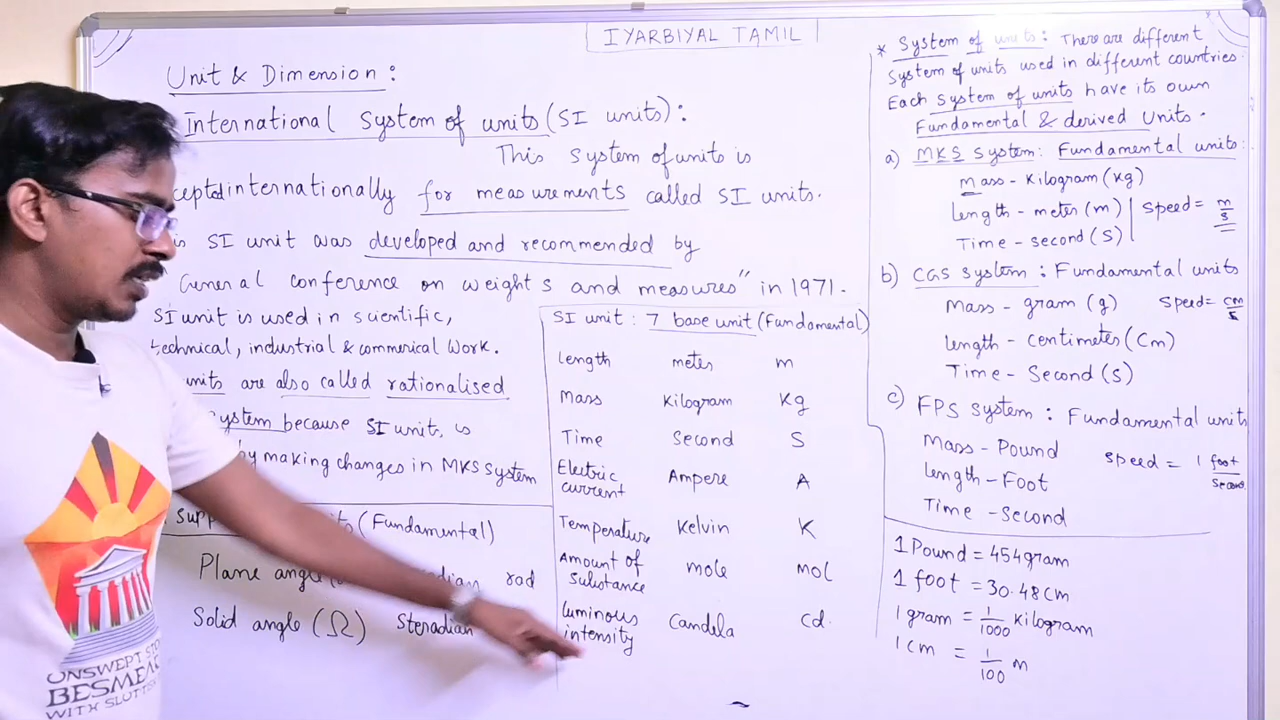 IYARBIYAL TAMIL
Unit & Dimension :
International System of units (SI units) :
This system of units is
internationally for measurements called SI units.
SI unit was developed and recommended by
General conference on weights and measures" in 1971.
SI unit is used in scientific,
technical, industrial & commerical work.
units are also called rationalised
system because SI unit, is
by making changes in MKS System
(Fundamental)
Plane angle rad
Solid angle (Ω) Steradian
SI unit : 7 base unit (Fundamental)
Length meter m
Mass Kilogram Kg
Time Second S
Electric current Ampere A
Temperature Kelvin K
Amount of Substance mole mol
Luminous intensity Candela cd.
* System of units : There are different
System of units used in different countries.
Each system of units have its own
Fundamental & derived Units.
a) MKS System : Fundamental units :
Mass - Kilogram (Kg)
Length - meter (m) Speed = m/s
Time - second (S)
b) CGS System : Fundamental units
Mass - gram (g) Speed = cm/s
Length - centimeter (Cm)
Time - Second (S)
c) FPS System : Fundamental units
Mass - Pound
Length - Foot Speed = 1 foot/second
Time - Second
1 Pound = 454 gram
1 foot = 30.48 cm
1 gram = 1/1000 Kilogram
1 cm = 1/100 m
UNSWEPT
BESMEA
WITH SLUTT